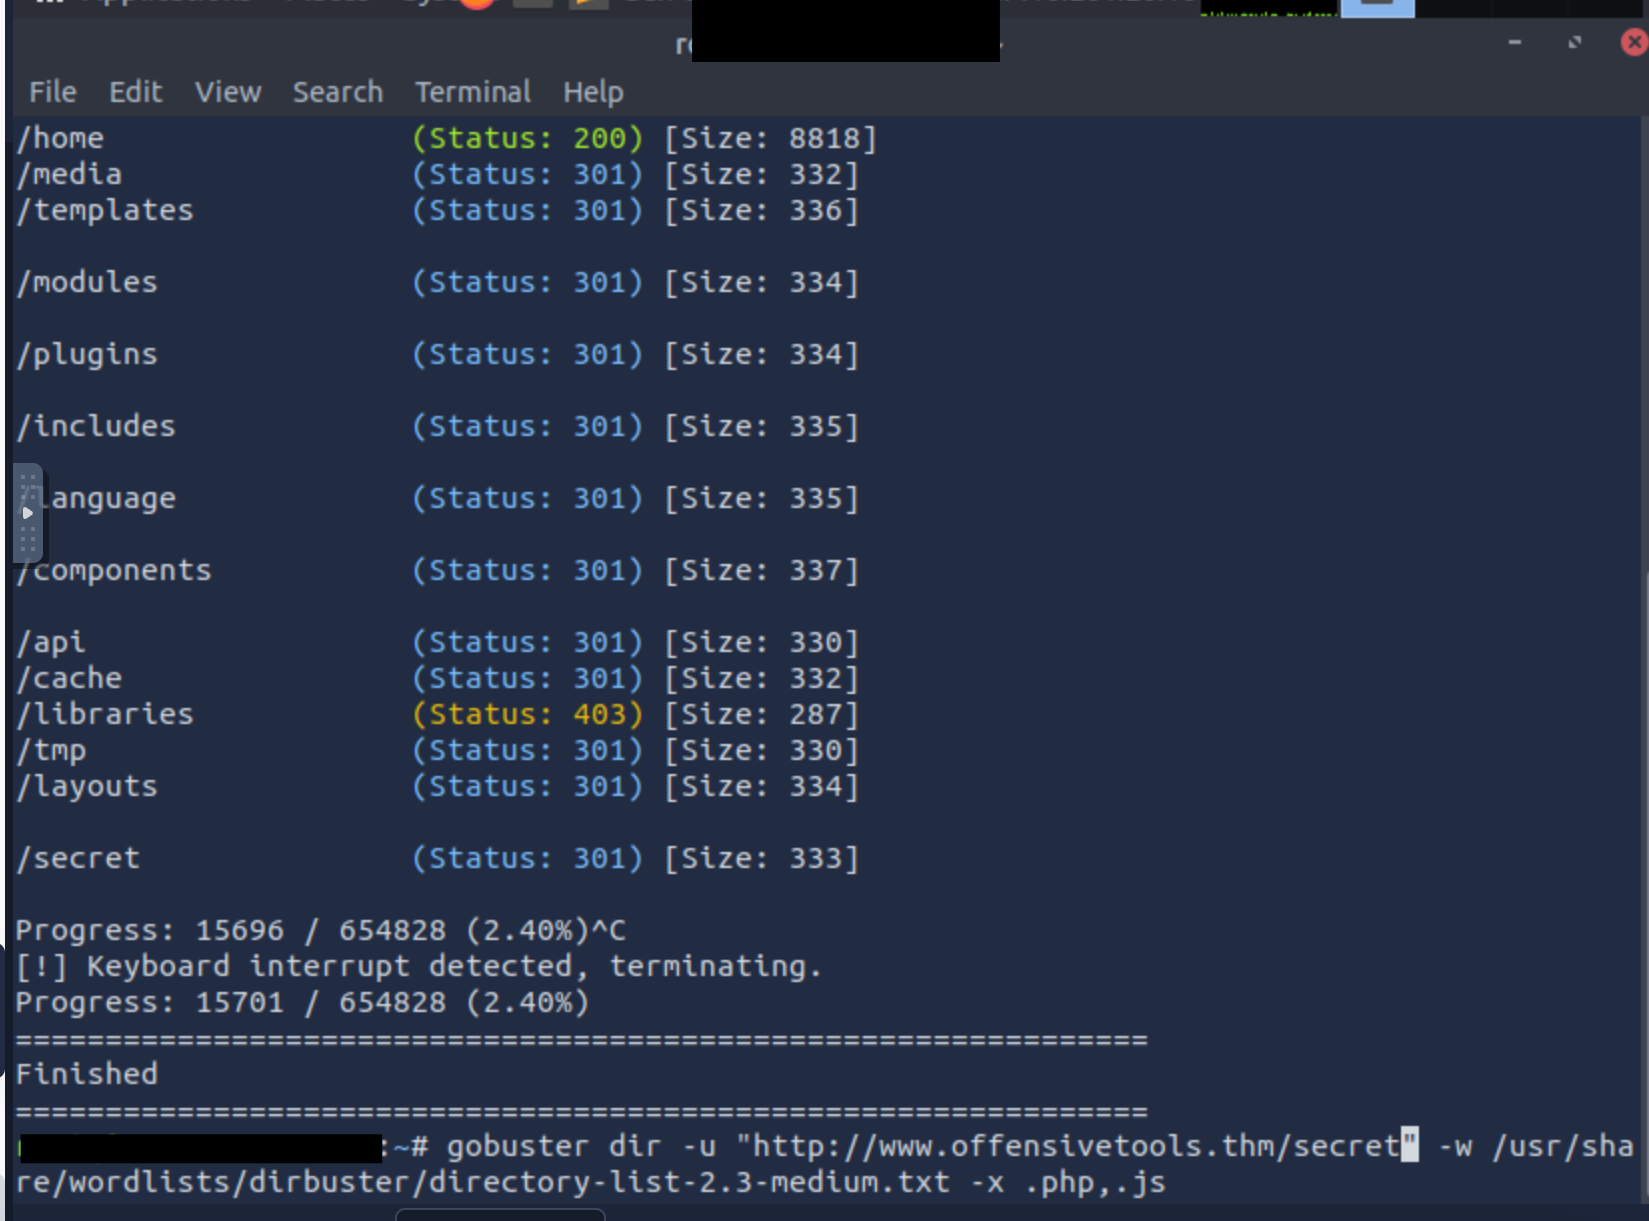 File Edit View Search Terminal Help
/home (Status: 200) [Size: 8818]
/media (Status: 301) [Size: 332]
/templates (Status: 301) [Size: 336]
/modules (Status: 301) [Size: 334]
/plugins (Status: 301) [Size: 334]
/includes (Status: 301) [Size: 335]
/language (Status: 301) [Size: 335]
/components (Status: 301) [Size: 337]
/api (Status: 301) [Size: 330]
/cache (Status: 301) [Size: 332]
/libraries (Status: 403) [Size: 287]
/tmp (Status: 301) [Size: 330]
/layouts (Status: 301) [Size: 334]
/secret (Status: 301) [Size: 333]
Progress: 15696 / 654828 (2.40%)^C
[!] Keyboard interrupt detected, terminating.
Progress: 15701 / 654828 (2.40%)
===============================================================
Finished
===============================================================
:~# gobuster dir -u "http://www.offensivetools.thm/secret" -w /usr/sha
re/wordlists/dirbuster/directory-list-2.3-medium.txt -x .php,.js